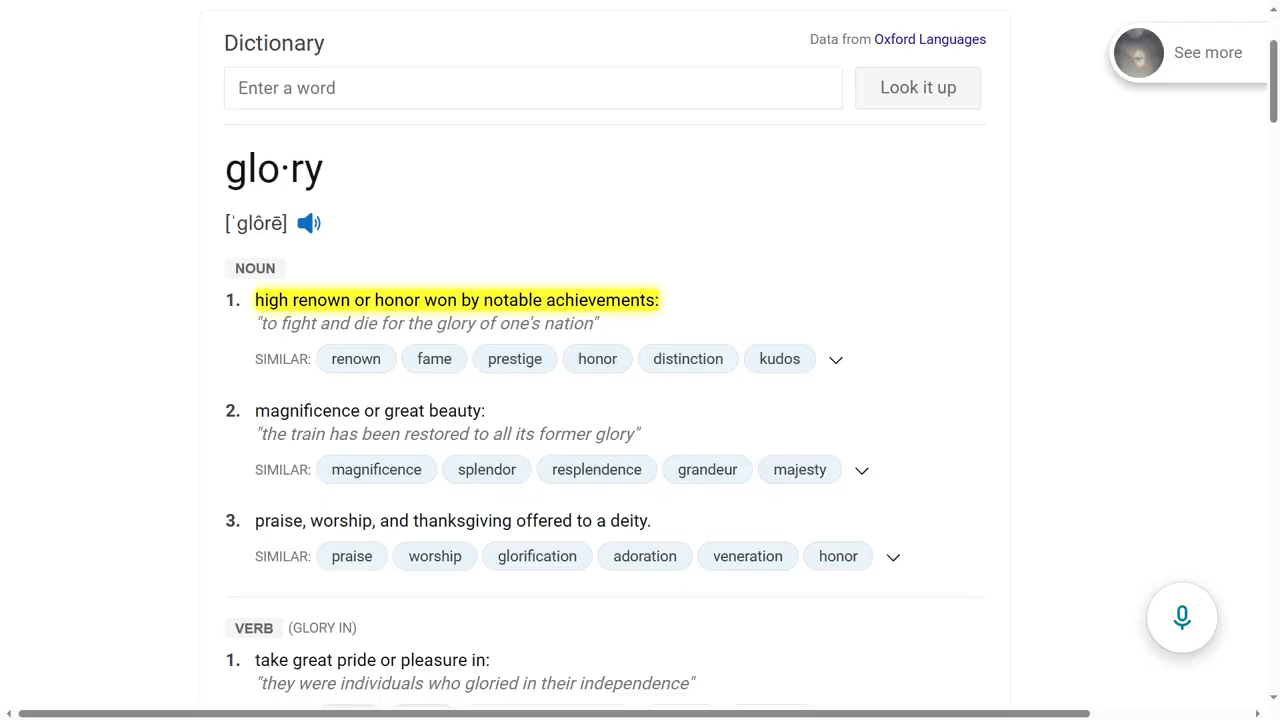 Dictionary
Data from Oxford Languages
See more
Enter a word
Look it up
glo·ry
[ˈglôrē]
NOUN
1. high renown or honor won by notable achievements:
"to fight and die for the glory of one's nation"
SIMILAR: renown fame prestige honor distinction kudos
2. magnificence or great beauty:
"the train has been restored to all its former glory"
SIMILAR: magnificence splendor resplendence grandeur majesty
3. praise, worship, and thanksgiving offered to a deity.
SIMILAR: praise worship glorification adoration veneration honor
VERB (GLORY IN)
1. take great pride or pleasure in:
"they were individuals who gloried in their independence"